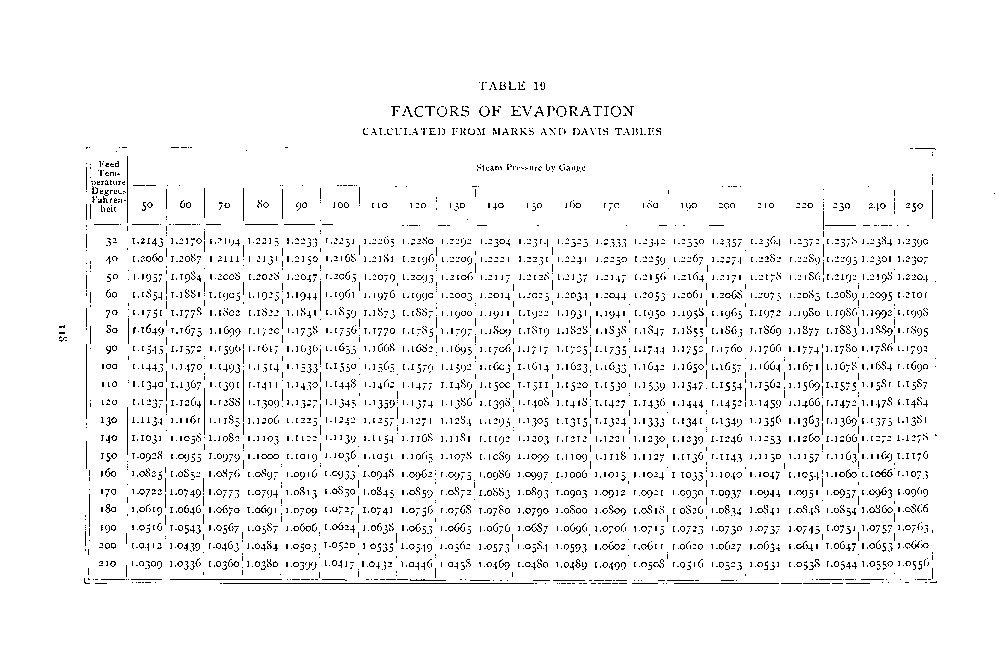 TABLE 19
FACTORS OF EVAPORATION
CALCULATED FROM MARKS AND DAVIS TABLES
Feed Tem-perature Degrees Fahren-heit
Steam Pressure by Gauge
50 60 70 80 90 100 110 120 130 140 150 160 170 180 190 200 210 220 230 240 250
32 1.2143 1.2170 1.2194 1.2215 1.2233 1.2251 1.2265 1.2280 1.2292 1.2304 1.2314 1.2323 1.2333 1.2342 1.2350 1.2357 1.2364 1.2372 1.2378 1.2384 1.2390
40 1.2060 1.2087 1.2111 1.2131 1.2150 1.2168 1.2181 1.2196 1.2209 1.2221 1.2231 1.2241 1.2250 1.2259 1.2267 1.2274 1.2282 1.2289 1.2295 1.2301 1.2307
50 1.1957 1.1984 1.2008 1.2028 1.2047 1.2065 1.2079 1.2093 1.2106 1.2117 1.2128 1.2137 1.2147 1.2156 1.2164 1.2171 1.2178 1.2186 1.2192 1.2198 1.2204
60 1.1854 1.1881 1.1905 1.1925 1.1944 1.1961 1.1976 1.1990 1.2003 1.2014 1.2025 1.2034 1.2044 1.2053 1.2061 1.2068 1.2075 1.2083 1.2089 1.2095 1.2101
70 1.1751 1.1778 1.1802 1.1822 1.1841 1.1859 1.1873 1.1887 1.1900 1.1911 1.1922 1.1931 1.1941 1.1950 1.1958 1.1965 1.1972 1.1980 1.1986 1.1992 1.1998
80 1.1649 1.1675 1.1699 1.1720 1.1738 1.1756 1.1770 1.1785 1.1797 1.1809 1.1819 1.1828 1.1838 1.1847 1.1855 1.1863 1.1869 1.1877 1.1883 1.1889 1.1895
90 1.1545 1.1572 1.1596 1.1617 1.1636 1.1653 1.1668 1.1682 1.1695 1.1706 1.1717 1.1725 1.1735 1.1744 1.1752 1.1760 1.1766 1.1774 1.1780 1.1786 1.1792
100 1.1443 1.1470 1.1493 1.1514 1.1533 1.1550 1.1565 1.1579 1.1592 1.1603 1.1614 1.1623 1.1633 1.1642 1.1650 1.1657 1.1664 1.1671 1.1678 1.1684 1.1690
110 1.1340 1.1367 1.1391 1.1411 1.1430 1.1448 1.1462 1.1477 1.1489 1.1500 1.1511 1.1520 1.1530 1.1539 1.1547 1.1554 1.1562 1.1569 1.1575 1.1581 1.1587
120 1.1237 1.1264 1.1288 1.1309 1.1327 1.1345 1.1359 1.1374 1.1386 1.1398 1.1408 1.1418 1.1427 1.1436 1.1444 1.1452 1.1459 1.1466 1.1472 1.1478 1.1484
130 1.1134 1.1161 1.1185 1.1206 1.1225 1.1242 1.1257 1.1271 1.1284 1.1295 1.1305 1.1315 1.1324 1.1333 1.1341 1.1349 1.1356 1.1363 1.1369 1.1375 1.1381
140 1.1031 1.1058 1.1082 1.1103 1.1122 1.1139 1.1154 1.1168 1.1181 1.1192 1.1203 1.1212 1.1221 1.1230 1.1239 1.1246 1.1253 1.1260 1.1266 1.1272 1.1278
150 1.0928 1.0955 1.0979 1.1000 1.1019 1.1036 1.1051 1.1065 1.1078 1.1089 1.1099 1.1109 1.1118 1.1127 1.1136 1.1143 1.1150 1.1157 1.1163 1.1169 1.1176
160 1.0825 1.0852 1.0876 1.0897 1.0916 1.0933 1.0948 1.0962 1.0975 1.0986 1.0997 1.1006 1.1015 1.1024 1.1033 1.1040 1.1047 1.1054 1.1060 1.1066 1.1073
170 1.0722 1.0749 1.0773 1.0794 1.0813 1.0830 1.0845 1.0859 1.0872 1.0883 1.0893 1.0903 1.0912 1.0921 1.0930 1.0937 1.0944 1.0951 1.0957 1.0963 1.0969
180 1.0619 1.0646 1.0670 1.0691 1.0709 1.0727 1.0741 1.0756 1.0768 1.0780 1.0790 1.0800 1.0809 1.0818 1.0826 1.0834 1.0841 1.0848 1.0854 1.0860 1.0866
190 1.0516 1.0543 1.0567 1.0587 1.0606 1.0624 1.0638 1.0653 1.0665 1.0676 1.0687 1.0696 1.0706 1.0715 1.0723 1.0730 1.0737 1.0745 1.0751 1.0757 1.0763
200 1.0412 1.0439 1.0463 1.0484 1.0503 1.0520 1.0535 1.0549 1.0562 1.0573 1.0584 1.0593 1.0602 1.0611 1.0620 1.0627 1.0634 1.0641 1.0647 1.0653 1.0660
210 1.0309 1.0336 1.0360 1.0380 1.0399 1.0417 1.0432 1.0446 1.0458 1.0469 1.0480 1.0489 1.0499 1.0508 1.0516 1.0523 1.0531 1.0538 1.0544 1.0550 1.0556
118